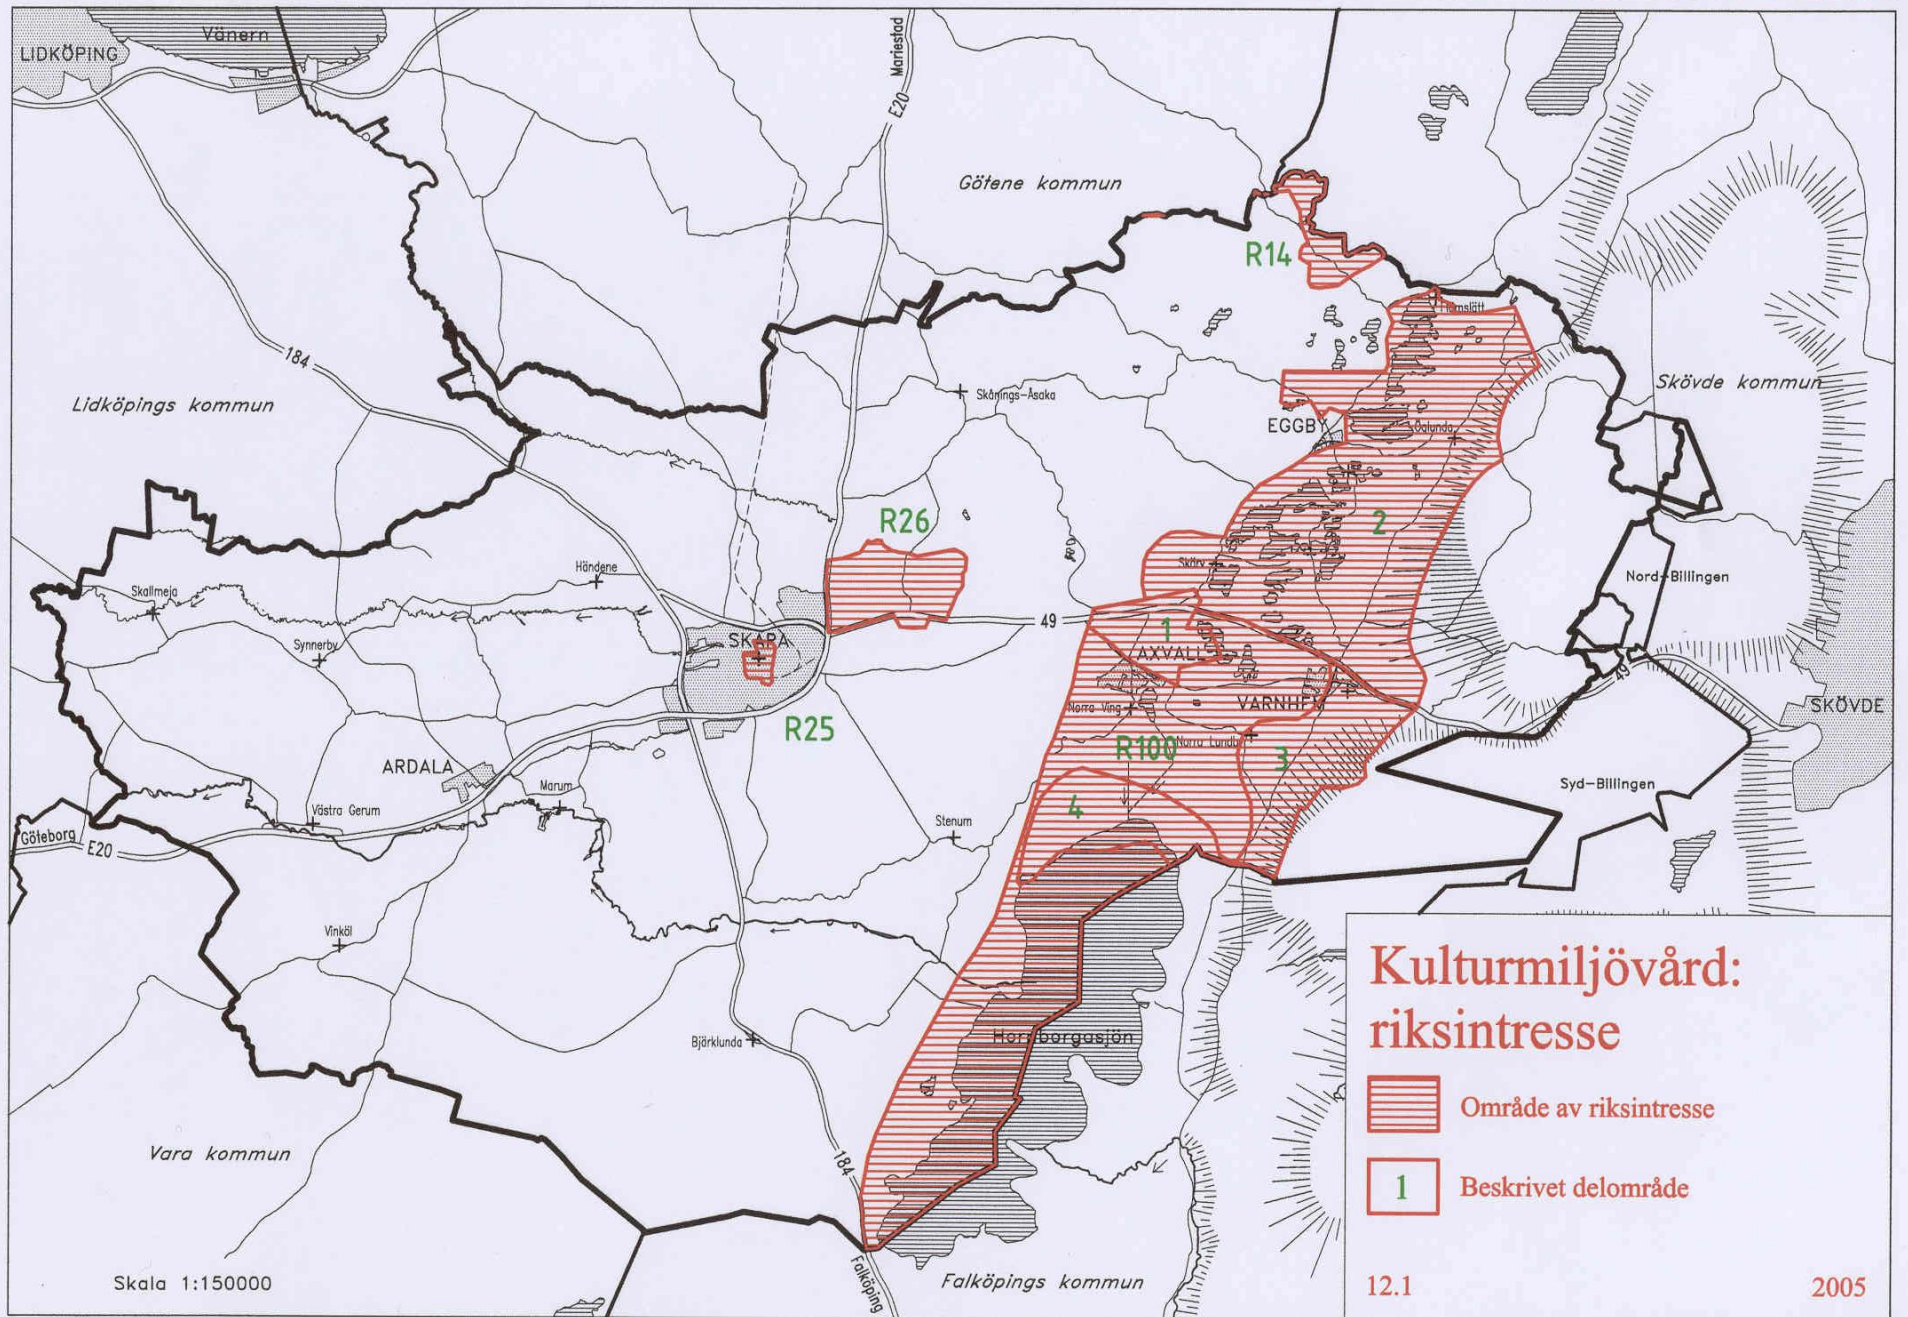 Vänern
LIDKÖPING
Mariestad
E20
Götene kommun
R14
Hömslätt
184
Lidköpings kommun
Skånings-Åsaka
Skövde kommun
EGGBY
Öglunda
R26
2
Skallmeja
Händene
Skärv
Nord-Billingen
Synnerby
SKARA
49
1
AXVALL
VARNHEM
49
SKÖVDE
Norra Ving
R25
R100
Norra Lundby
3
ARDALA
Marum
Syd-Billingen
Västra Gerum
4
Stenum
Göteborg
E20
Vinköl
Björklunda
Hornborgasjön
Vara kommun
184
Falköping
Falköpings kommun
Skala 1:150000
Kulturmiljövård:
riksintresse
Område av riksintresse
1
Beskrivet delområde
12.1
2005